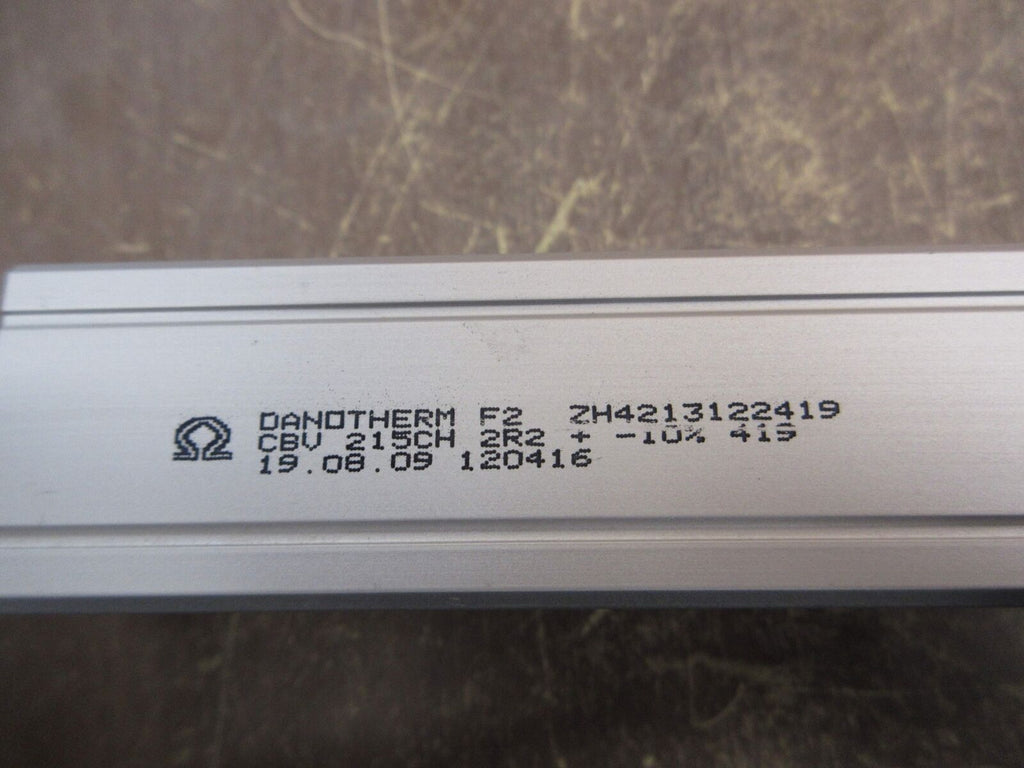 Ω DANOTHERM F2 ZH4213122419
CBV 215CH 2R2 + -10% 419
19.08.09 120416